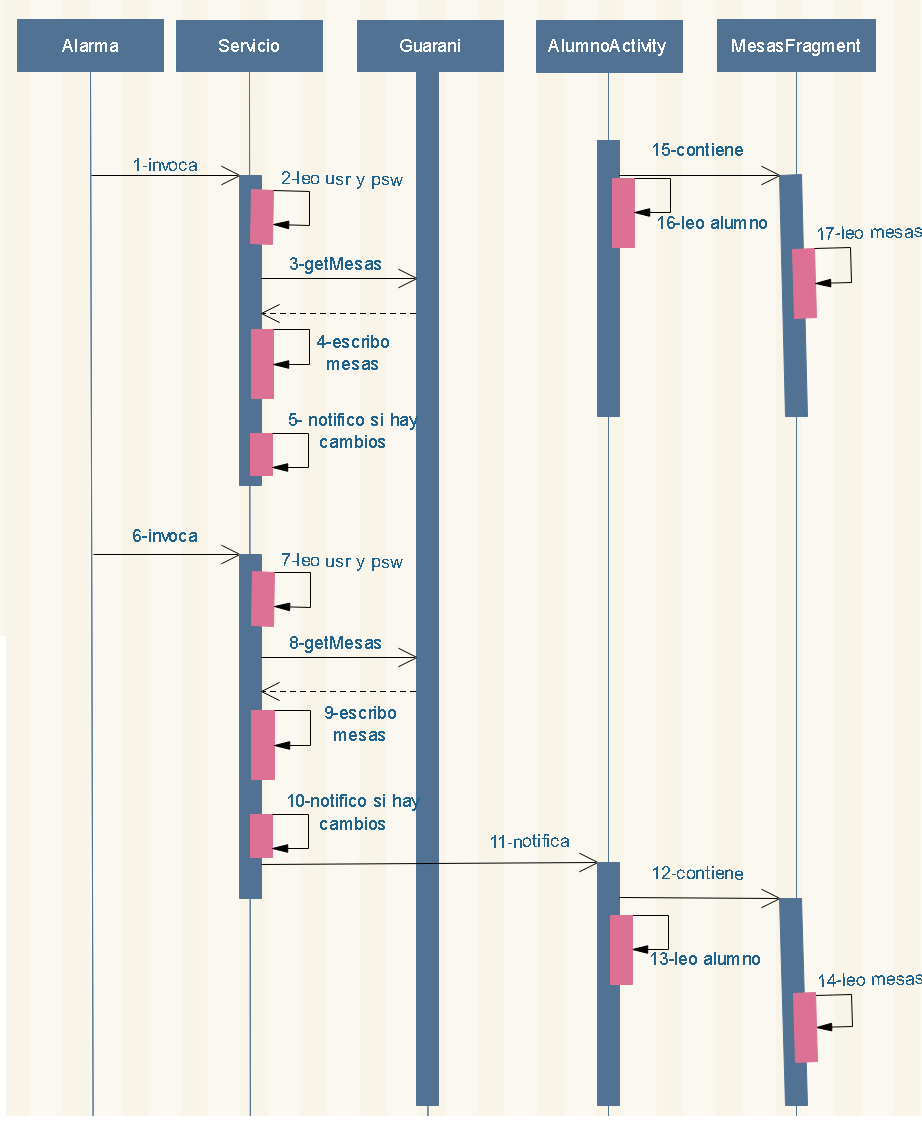 Alarma
Servicio
Guarani
AlumnoActivity
MesasFragment
1-invoca
2-leo usr y psw
3-getMesas
4-escribo
mesas
5- notifico si hay
cambios
6-invoca
7-leo usr y psw
8-getMesas
9-escribo
mesas
10-notifico si hay
cambios
11-notifica
12-contiene
13-leo alumno
14-leo mesas
15-contiene
16-leo alumno
17-leo mesas